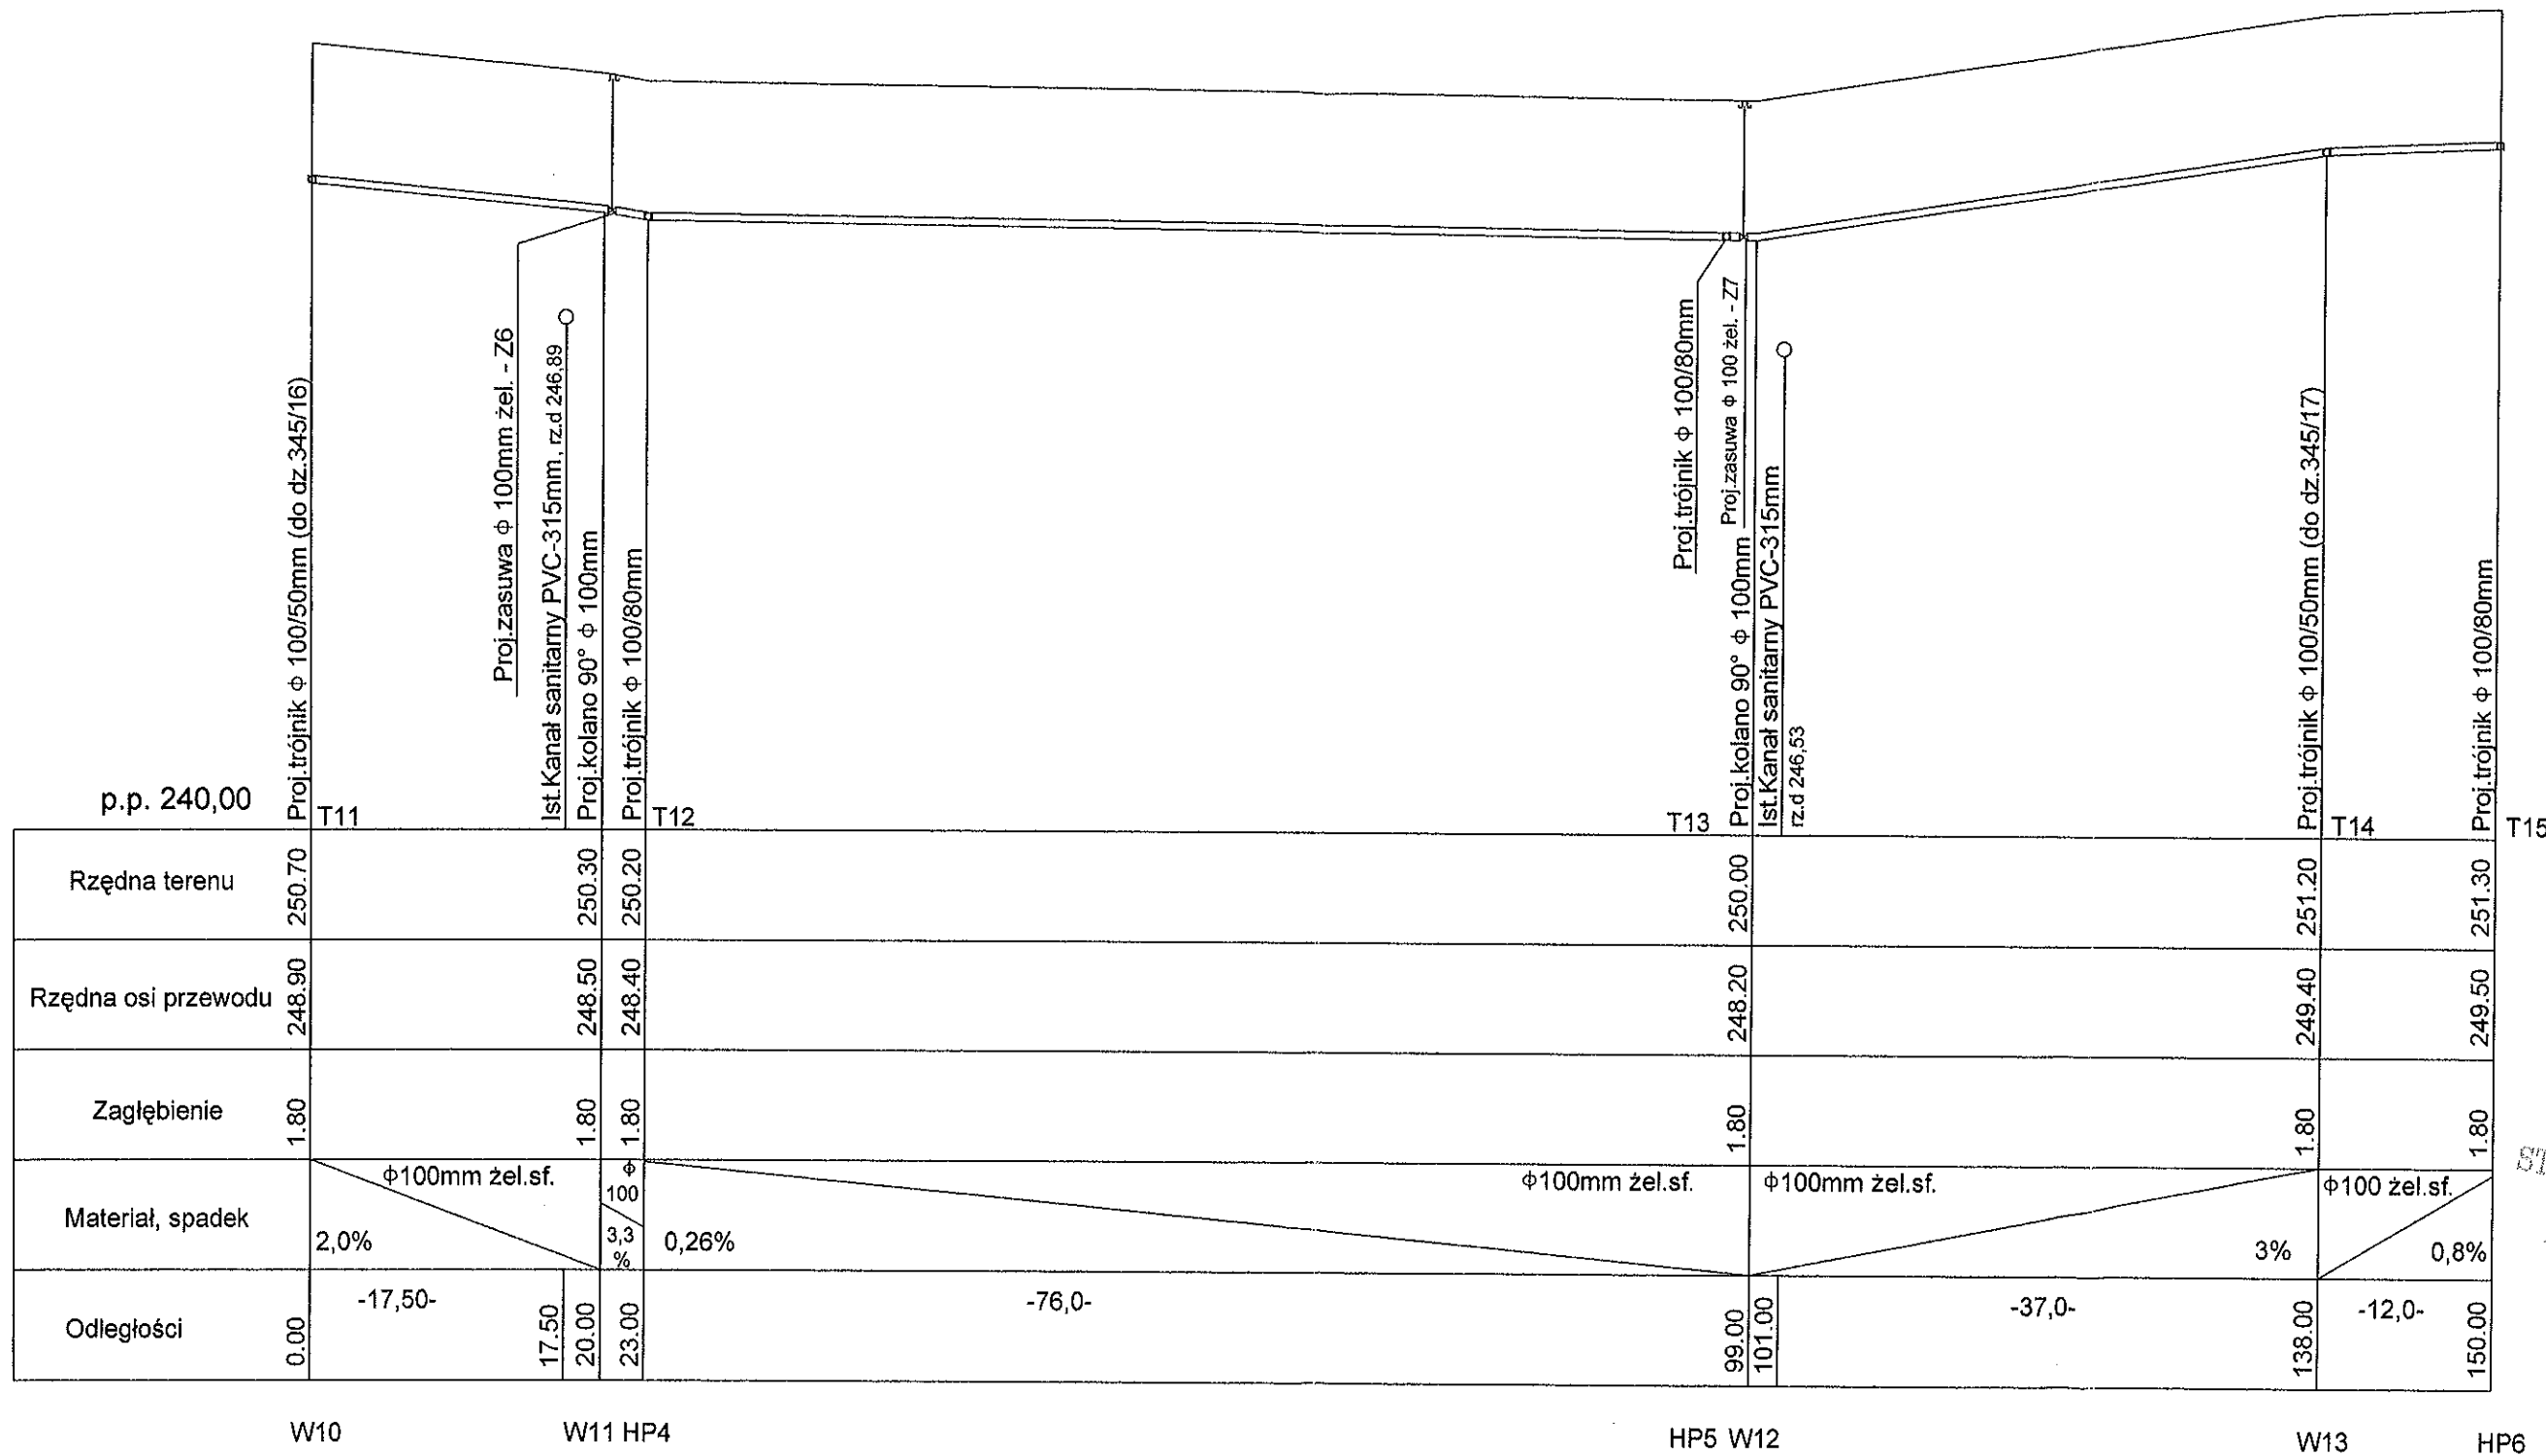 Proj.trójnik ϕ 100/50mm (do dz.345/16)
Proj.zasuwa ϕ 100mm żel. - Z6
Ist.Kanał sanitarny PVC-315mm, rz.d 246,89
Proj.kolano 90° ϕ 100mm
Proj.trójnik ϕ 100/80mm
Proj.trójnik ϕ 100/80mm
Proj.zasuwa ϕ 100 żel. - Z7
Proj.kolano 90° ϕ 100mm
Ist.Kanał sanitarny PVC-315mm
rz.d 246,53
Proj.trójnik ϕ 100/50mm (do dz.345/17)
Proj.trójnik ϕ 100/80mm
p.p. 240,00
T11 T12 T13 T14 T15
Rzędna terenu 250.70 250.30 250.20 250.00 251.20 251.30
Rzędna osi przewodu 248.90 248.50 248.40 248.20 249.40 249.50
Zagłębienie 1.80 1.80 1.80 1.80 1.80 1.80
Materiał, spadek
ϕ100mm żel.sf.
2,0%
ϕ
100
3,3
%
ϕ100mm żel.sf.
0,26%
ϕ100mm żel.sf.
3%
ϕ100 żel.sf.
0,8%
Odległości
-17,50- -76,0- -37,0- -12,0-
0.00 17.50 20.00 23.00 99.00 101.00 138.00 150.00
W10 W11 HP4 HP5 W12 W13 HP6